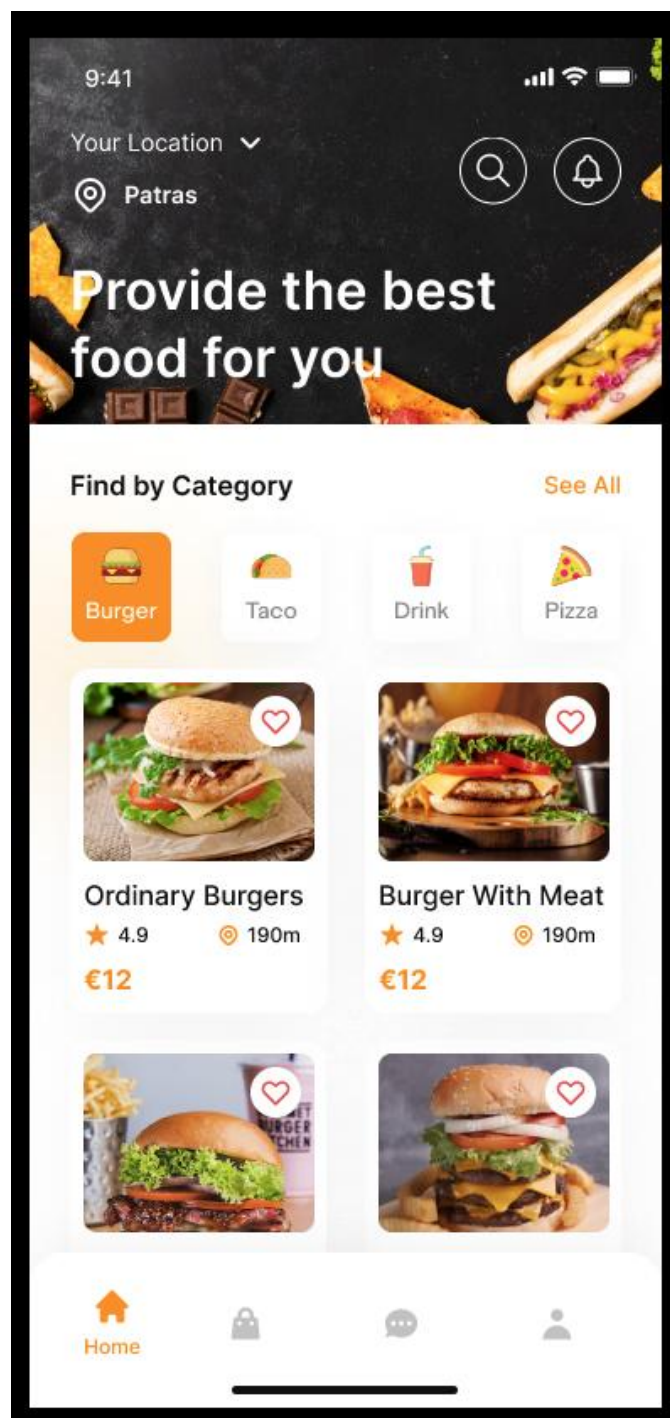 9:41
Your Location
Patras
Provide the best
food for you
Find by Category
See All
Burger
Taco
Drink
Pizza
Ordinary Burgers
4.9
190m
€12
Burger With Meat
4.9
190m
€12
BURGER
Home